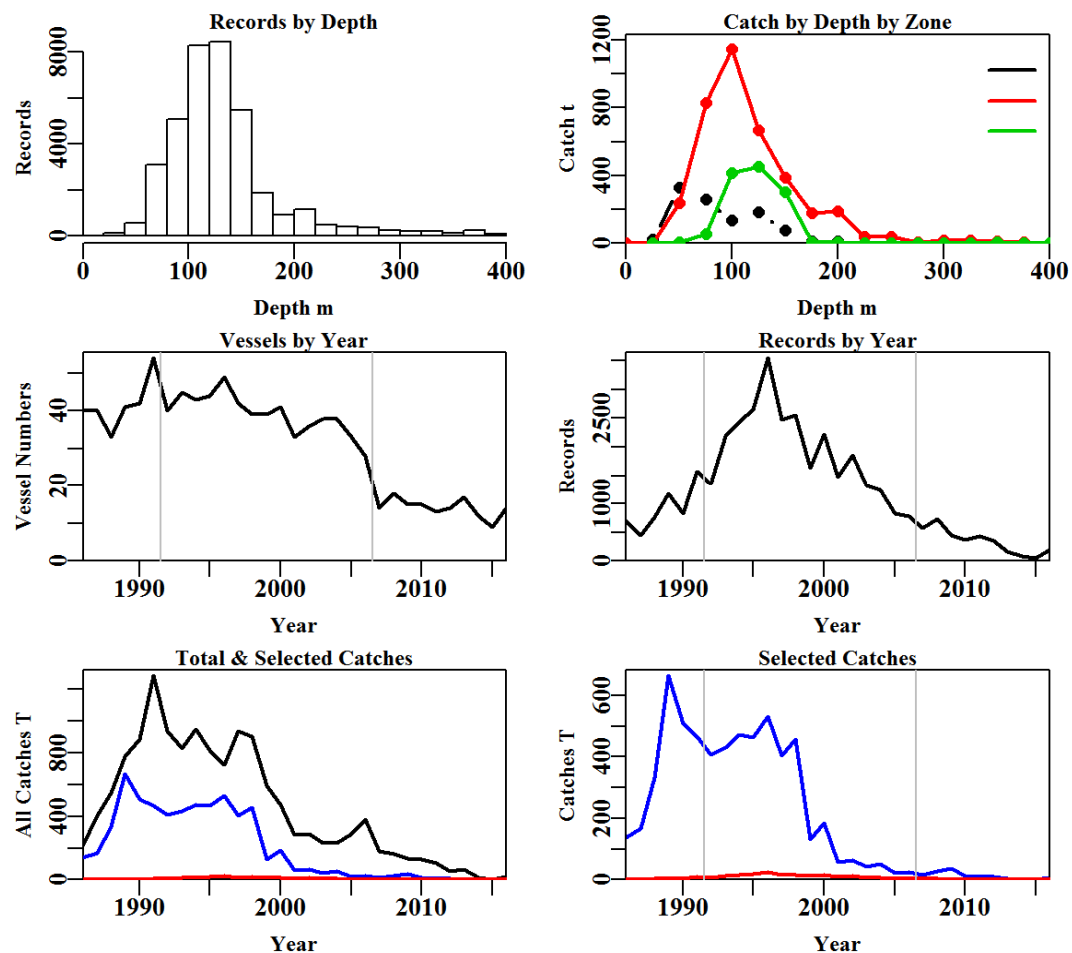 Records by Depth
8000
4000
0
Records
0 100 200 300 400
Depth m
Catch by Depth by Zone
1200
800
400
0
Catch t
0 100 200 300 400
Depth m
Vessels by Year
40
20
0
Vessel Numbers
1990 2000 2010
Year
Records by Year
2500
1000
0
Records
1990 2000 2010
Year
Total & Selected Catches
800
400
0
All Catches T
1990 2000 2010
Year
Selected Catches
600
400
200
0
Catches T
1990 2000 2010
Year